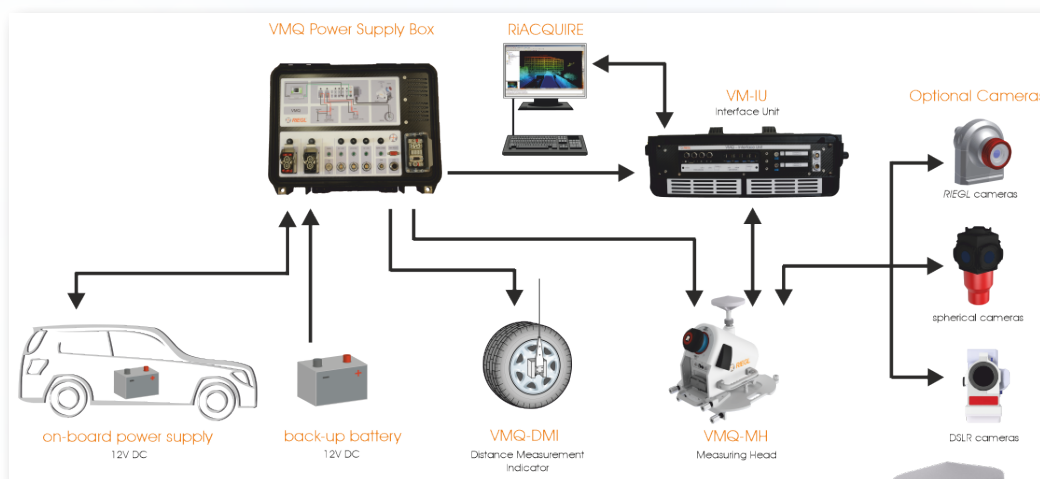 VMQ Power Supply Box
RiACQUIRE
VM-IU
Interface Unit
Optional Cameras
RIEGL cameras
spherical cameras
DSLR cameras
on-board power supply
12V DC
back-up battery
12V DC
VMQ-DMI
Distance Measurement
Indicator
VMQ-MH
Measuring Head
RIEGL